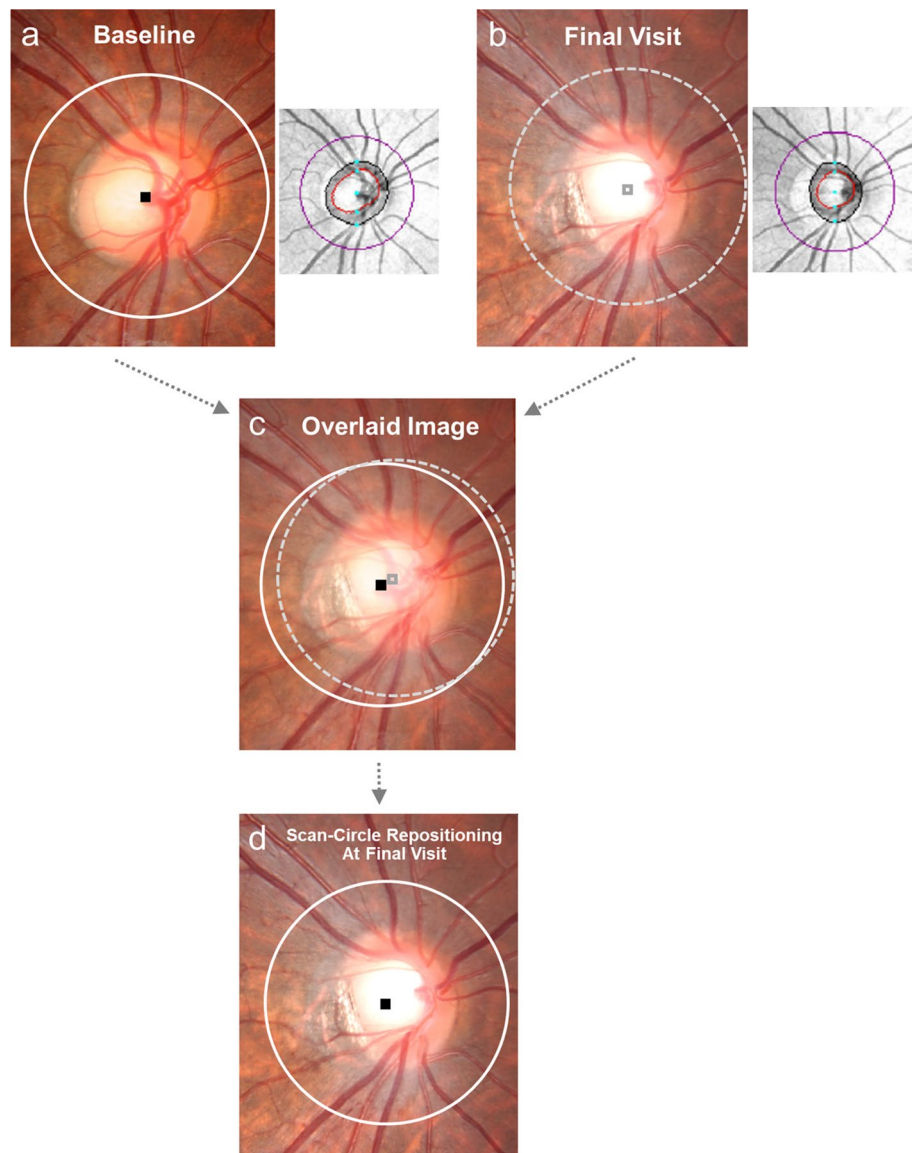 a
Baseline
b
Final Visit
c
Overlaid Image
d
Scan-Circle Repositioning
At Final Visit